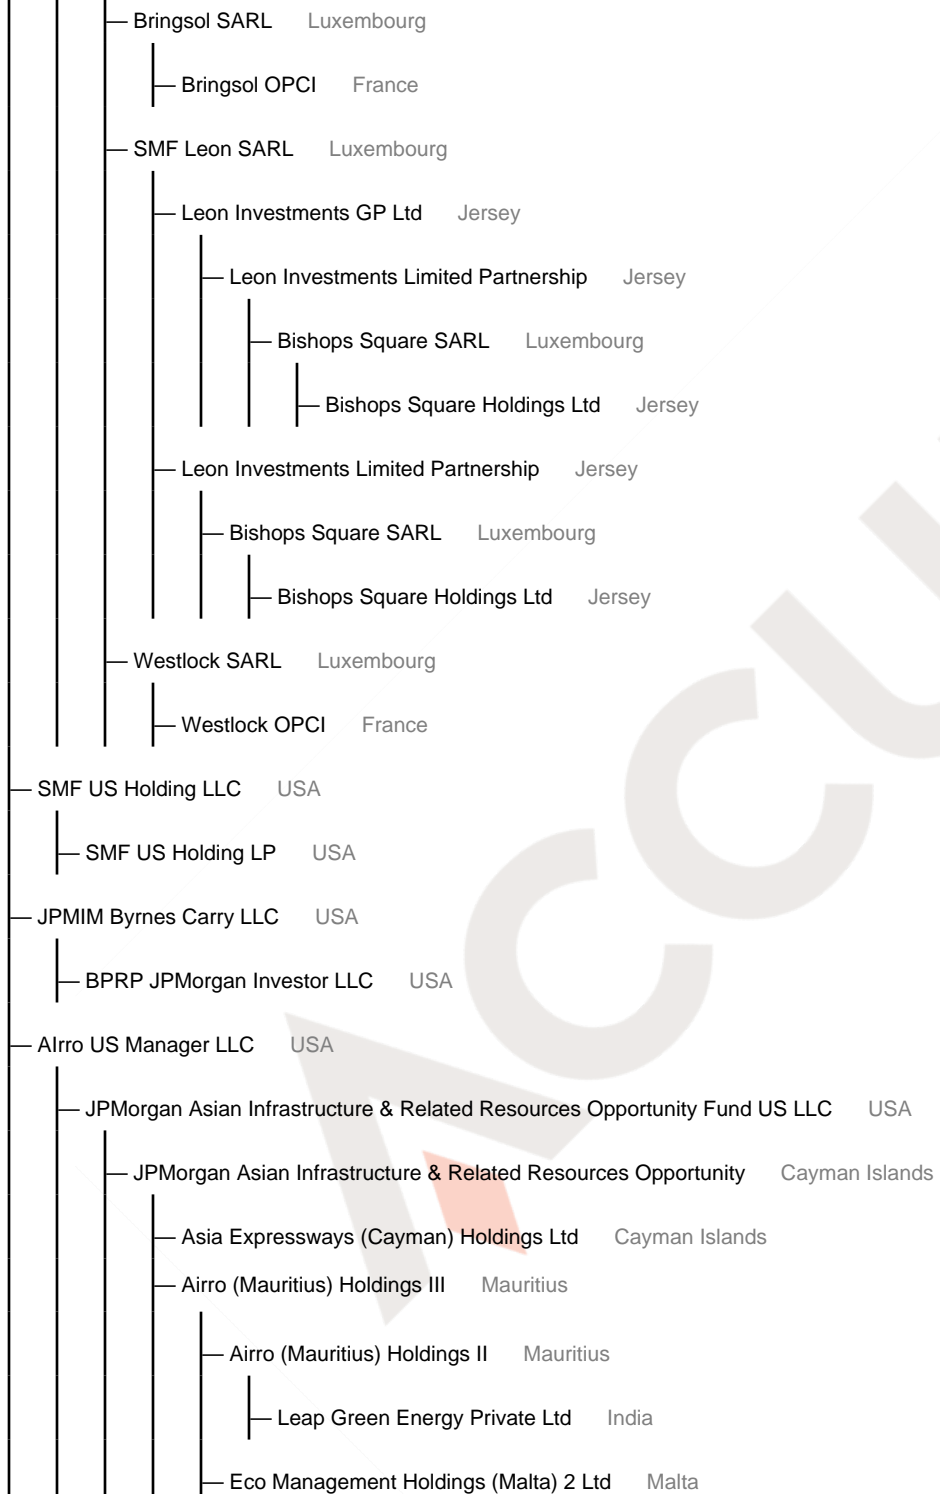 Bringsol SARL Luxembourg
Bringsol OPCI France
SMF Leon SARL Luxembourg
Leon Investments GP Ltd Jersey
Leon Investments Limited Partnership Jersey
Bishops Square SARL Luxembourg
Bishops Square Holdings Ltd Jersey
Leon Investments Limited Partnership Jersey
Bishops Square SARL Luxembourg
Bishops Square Holdings Ltd Jersey
Westlock SARL Luxembourg
Westlock OPCI France
SMF US Holding LLC USA
SMF US Holding LP USA
JPMIM Byrnes Carry LLC USA
BPRP JPMorgan Investor LLC USA
AIrro US Manager LLC USA
JPMorgan Asian Infrastructure & Related Resources Opportunity Fund US LLC USA
JPMorgan Asian Infrastructure & Related Resources Opportunity Cayman Islands
Asia Expressways (Cayman) Holdings Ltd Cayman Islands
Airro (Mauritius) Holdings III Mauritius
Airro (Mauritius) Holdings II Mauritius
Leap Green Energy Private Ltd India
Eco Management Holdings (Malta) 2 Ltd Malta
ACCU